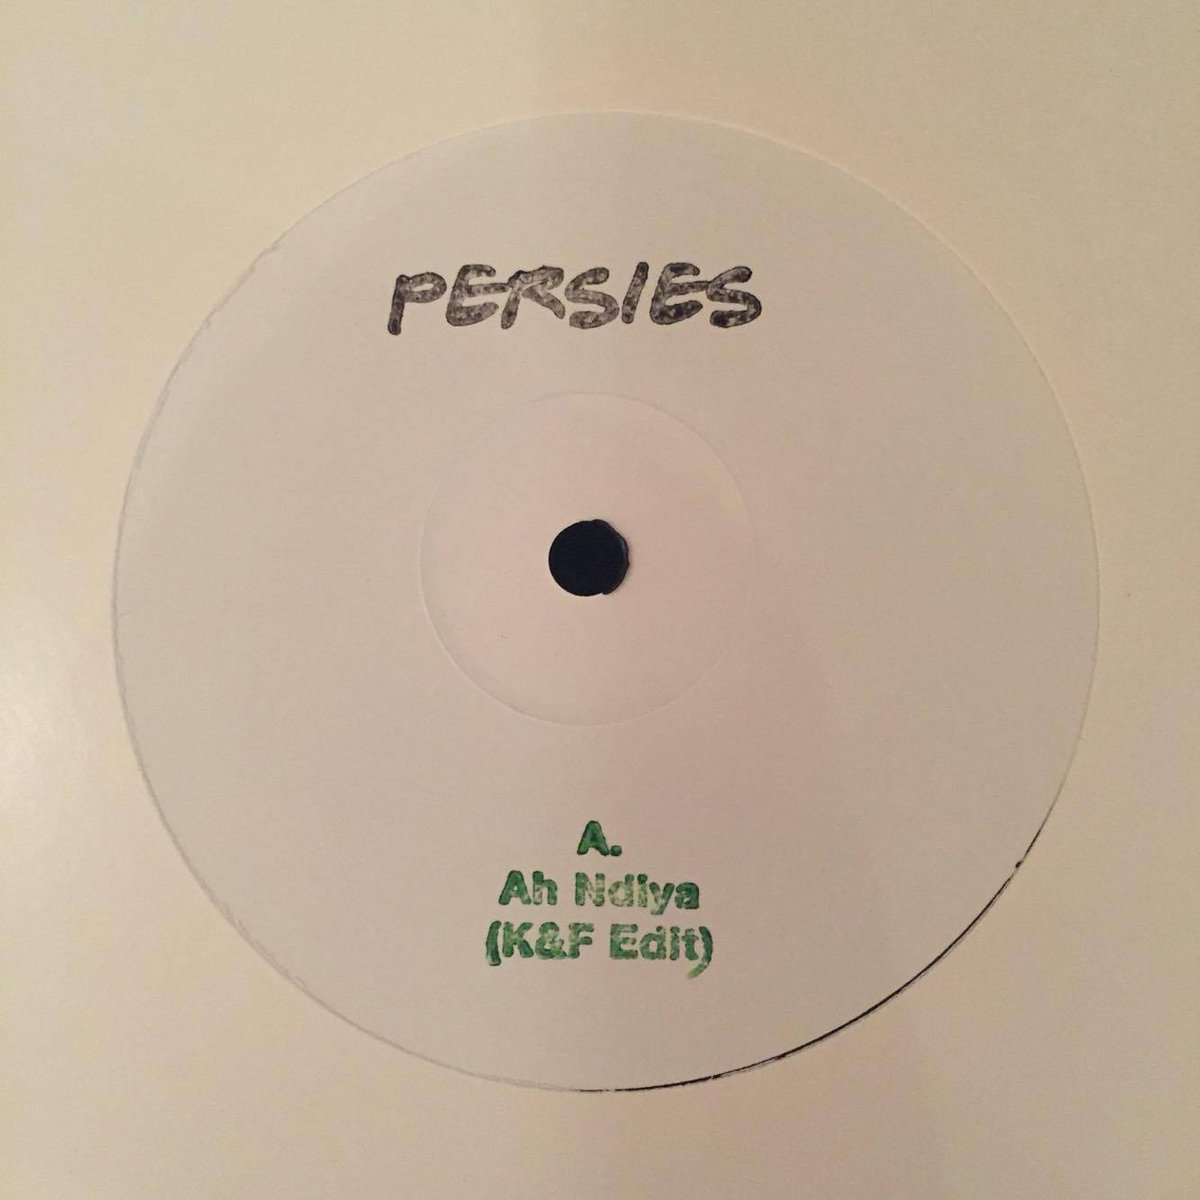 PERSIES
A.
Ah Ndiya
(K&F Edit)